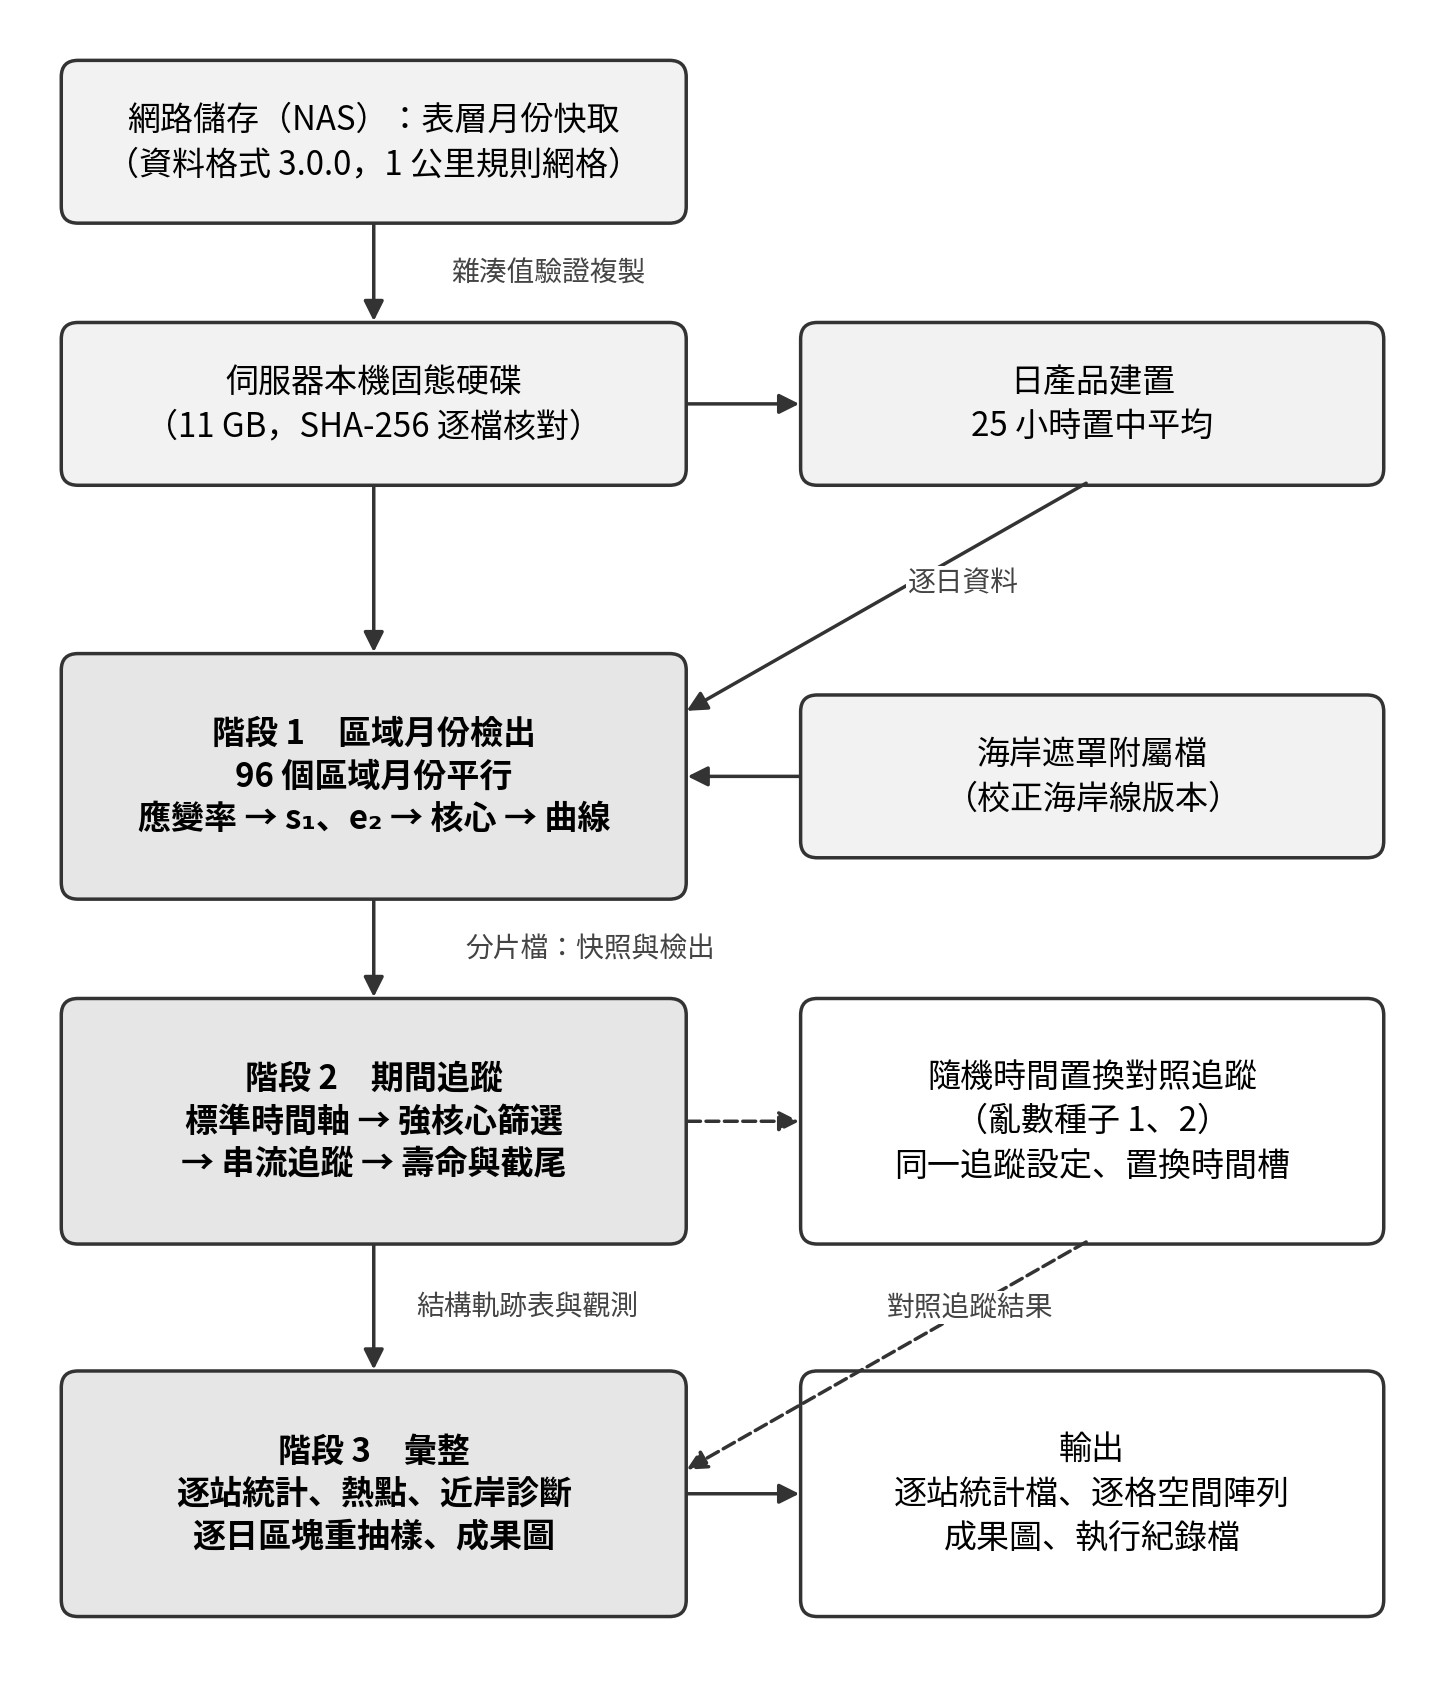 網路儲存（NAS）：表層月份快取
（資料格式 3.0.0，1 公里規則網格）
雜湊值驗證複製
伺服器本機固態硬碟
（11 GB，SHA-256 逐檔核對）
日產品建置
25 小時置中平均
逐日資料
階段 1　區域月份檢出
96 個區域月份平行
應變率 → s₁、e₂ → 核心 → 曲線
海岸遮罩附屬檔
（校正海岸線版本）
分片檔：快照與檢出
階段 2　期間追蹤
標準時間軸 → 強核心篩選
→ 串流追蹤 → 壽命與截尾
隨機時間置換對照追蹤
（亂數種子 1、2）
同一追蹤設定、置換時間槽
結構軌跡表與觀測
對照追蹤結果
階段 3　彙整
逐站統計、熱點、近岸診斷
逐日區塊重抽樣、成果圖
輸出
逐站統計檔、逐格空間陣列
成果圖、執行紀錄檔